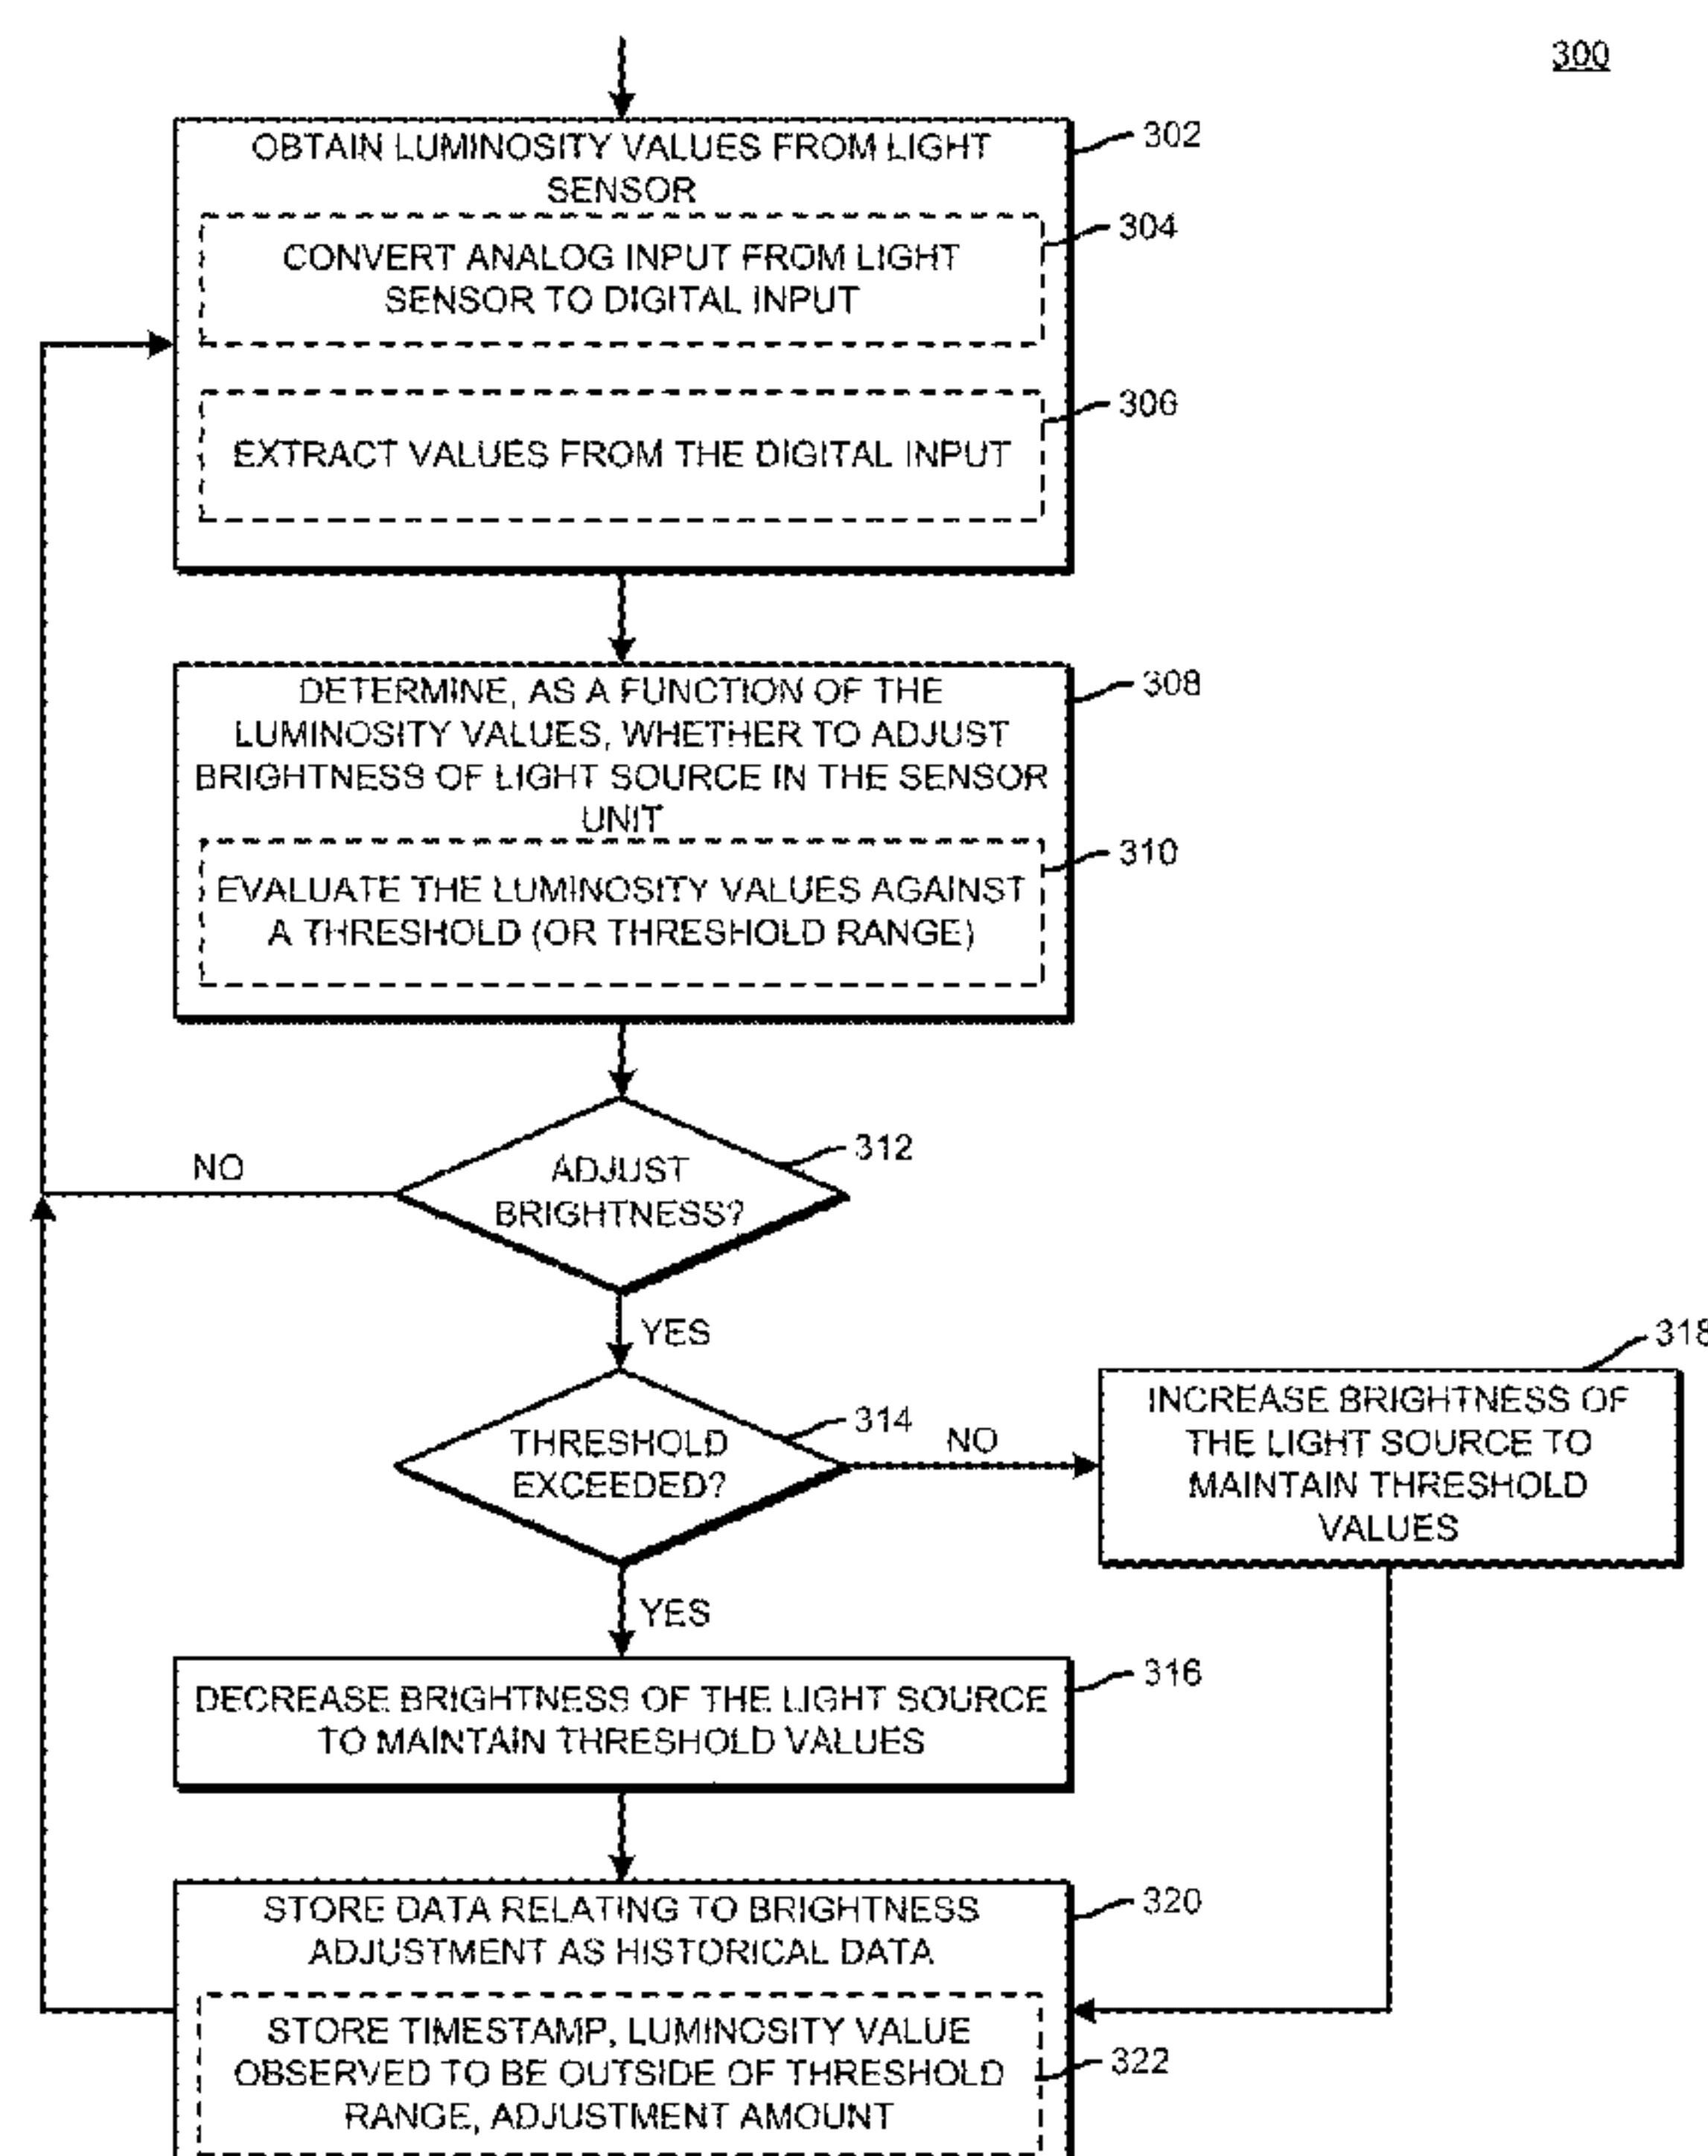 300
OBTAIN LUMINOSITY VALUES FROM LIGHT
SENSOR
302
CONVERT ANALOG INPUT FROM LIGHT
SENSOR TO DIGITAL INPUT
304
EXTRACT VALUES FROM THE DIGITAL INPUT
306
DETERMINE, AS A FUNCTION OF THE
LUMINOSITY VALUES, WHETHER TO ADJUST
BRIGHTNESS OF LIGHT SOURCE IN THE SENSOR
UNIT
308
EVALUATE THE LUMINOSITY VALUES AGAINST
A THRESHOLD (OR THRESHOLD RANGE)
310
ADJUST
BRIGHTNESS?
312
NO
YES
THRESHOLD
EXCEEDED?
314
NO
YES
INCREASE BRIGHTNESS OF
THE LIGHT SOURCE TO
MAINTAIN THRESHOLD
VALUES
318
DECREASE BRIGHTNESS OF THE LIGHT SOURCE
TO MAINTAIN THRESHOLD VALUES
316
STORE DATA RELATING TO BRIGHTNESS
ADJUSTMENT AS HISTORICAL DATA
320
STORE TIMESTAMP, LUMINOSITY VALUE
OBSERVED TO BE OUTSIDE OF THRESHOLD
RANGE, ADJUSTMENT AMOUNT
322